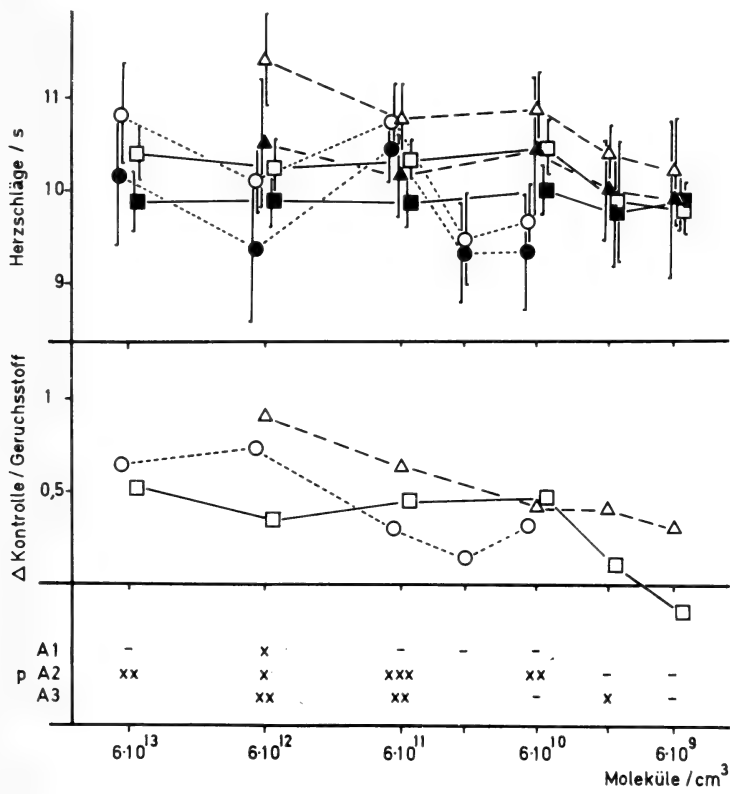 Herzschläge / s
11
10
9
Δ Kontrolle / Geruchsstoff
1
0,5
p
A1 – x – – –
A2 xx x xxx xx – –
A3 xx xx – x –
6·10¹³ 6·10¹² 6·10¹¹ 6·10¹⁰ 6·10⁹
Moleküle / cm³